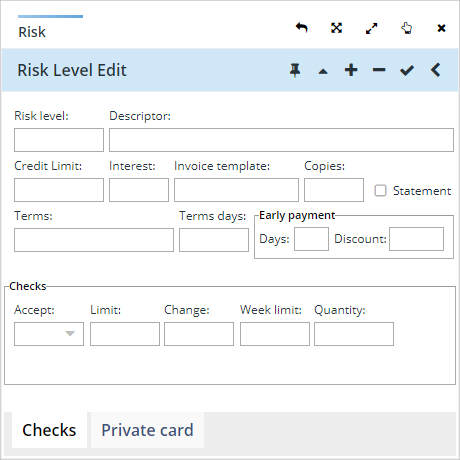 Risk
Risk Level Edit
Risk level: Descriptor:
Credit Limit: Interest: Invoice template: Copies:
Statement
Terms: Terms days: Early payment
Days: Discount:
Checks
Accept: Limit: Change: Week limit: Quantity:
Checks Private card